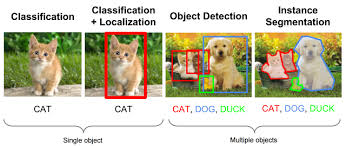 Classification
Classification
+ Localization
Object Detection
Instance
Segmentation
CAT
CAT
CAT, DOG, DUCK
CAT, DOG, DUCK
Single object
Multiple objects